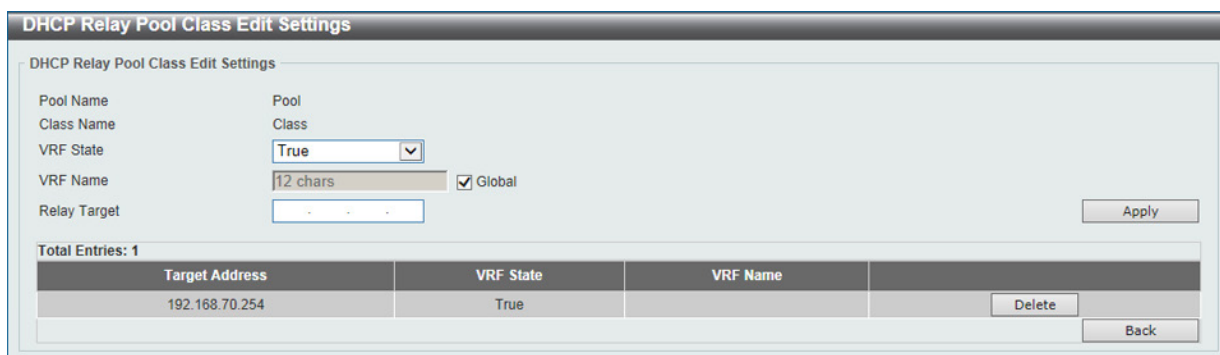 DHCP Relay Pool Class Edit Settings
DHCP Relay Pool Class Edit Settings
Pool Name Pool
Class Name Class
VRF State True
VRF Name 12 chars Global
Relay Target . . . Apply
Total Entries: 1
Target Address VRF State VRF Name
192.168.70.254 True Delete
Back